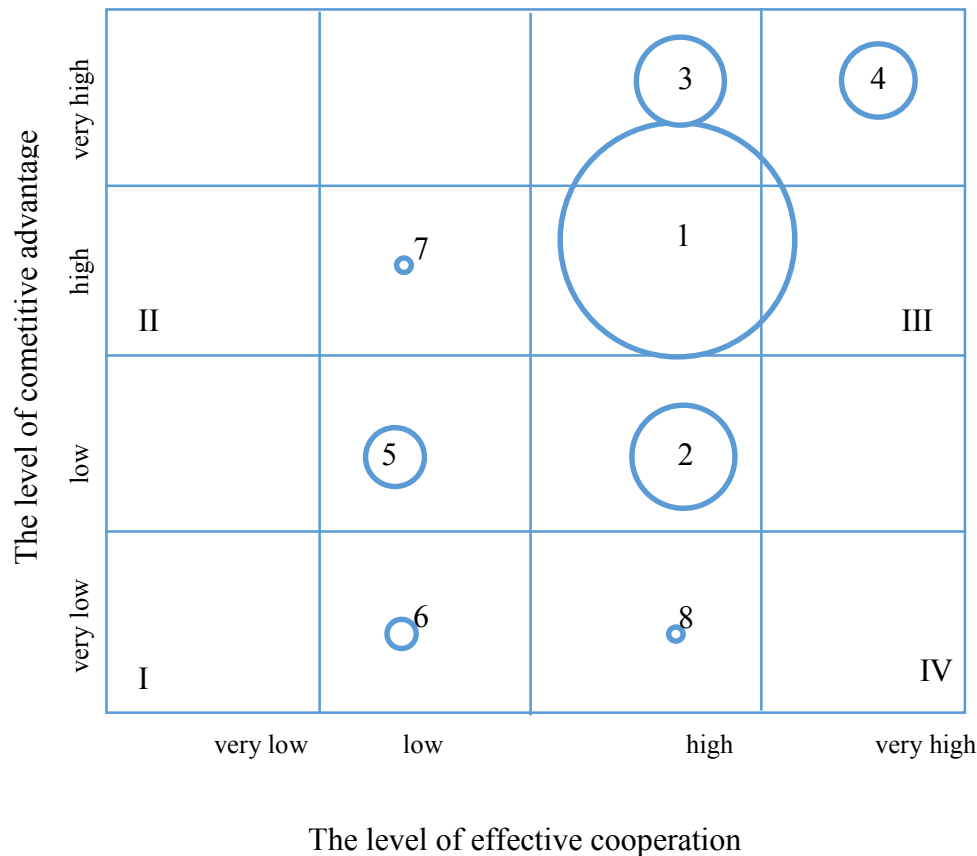 The level of cometitive advantage
very high
high
low
very low
3
4
1
7
II
III
5
2
6
8
I
IV
very low
low
high
very high
The level of effective cooperation